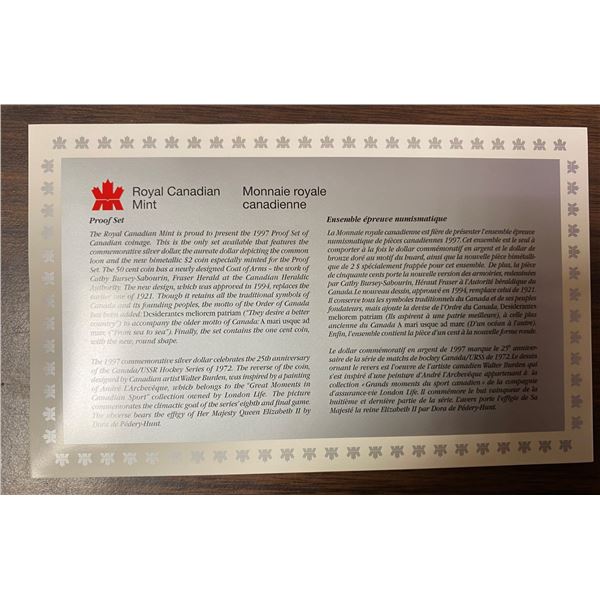 Royal Canadian
Mint
Monnaie royale
canadienne
Proof Set
The Royal Canadian Mint is proud to present the 1997 Proof Set of
Canadian coinage. This is the only set available that features the
commemorative silver dollar, the aureate dollar depicting the common
loon and the new bimetallic $2 coin especially minted for the Proof
Set. The 50 cent coin has a newly designed Coat of Arms – the work of
Cathy Bursey-Sabourin, Fraser Herald at the Canadian Heraldic
Authority. The new design, which was approved in 1994, replaces the
earlier one of 1921. Though it retains all the traditional symbols of
Canada and its founding peoples, the motto of the Order of Canada
has been added: Desiderantes meliorem patriam ("They desire a better
country") to accompany the older motto of Canada: A mari usque ad
mare ("From sea to sea"). Finally, the set contains the one cent coin,
with the new, round shape.
The 1997 commemorative silver dollar celebrates the 25th anniversary
of the Canada/USSR Hockey Series of 1972. The reverse of the coin,
designed by Canadian artist Walter Burden, was inspired by a painting
of André L'Archevêque, which belongs to the "Great Moments in
Canadian Sport" collection owned by London Life. The picture
commemorates the climactic goal of the series' eighth and final game.
The obverse bears the effigy of Her Majesty Queen Elizabeth II by
Dora de Pédery-Hunt.
Ensemble épreuve numismatique
La Monnaie royale canadienne est fière de présenter l'ensemble épreuve
numismatique de pièces canadiennes 1997. Cet ensemble est le seul à
comporter à la fois le dollar commémoratif en argent et le dollar de
bronze doré au motif du huard, ainsi que la nouvelle pièce bimétalli-
que de 2 $ spécialement frappée pour cet ensemble. De plus, la pièce
de cinquante cents porte la nouvelle version des armoiries, redessinées
par Cathy Bursey-Sabourin, Héraut Fraser à l'Autorité héraldique du
Canada. Le nouveau dessin, approuvé en 1994, remplace celui de 1921.
Il conserve tous les symboles traditionnels du Canada et de ses peuples
fondateurs, mais ajoute la devise de l'Ordre du Canada, Desiderantes
meliorem patriam (Ils aspirent à une patrie meilleure), à celle plus
ancienne du Canada A mari usque ad mare (D'un océan à l'autre).
Enfin, l'ensemble contient la pièce d'un cent à la nouvelle forme ronde.
Le dollar commémoratif en argent de 1997 marque le 25e anniver-
saire de la série de matchs de hockey Canada/URSS de 1972. Le dessin
ornant le revers est l'oeuvre de l'artiste canadien Walter Burden qui
s'est inspiré d'une peinture d'André l'Archevêque appartenant à la
collection «Grands moments du sport canadien» de la compagnie
d'assurance-vie London Life. Il commémore le but vainqueur de la
huitième et dernière partie de la série. L'avers porte l'effigie de Sa
Majesté la reine Elizabeth II par Dora de Pédery-Hunt.